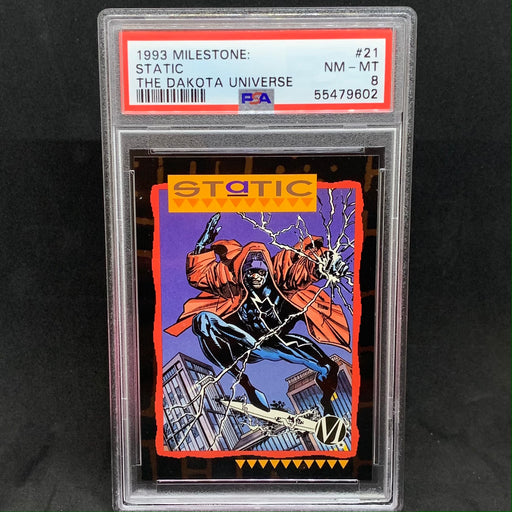 1993 MILESTONE: #21
STATIC NM - MT
THE DAKOTA UNIVERSE 8
PSA 55479602
STaTIC
M